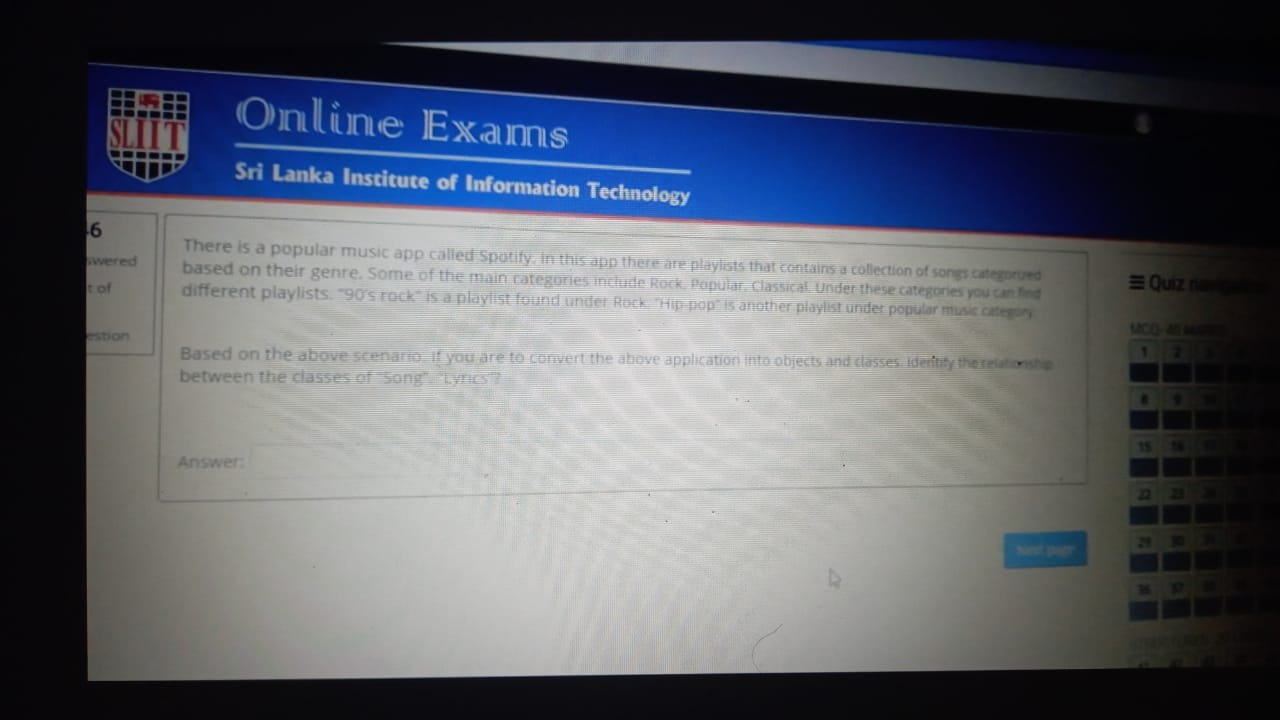 SLIIT
Online Exams
Sri Lanka Institute of Information Technology
46
swered
t of
estion
There is a popular music app called Spotify. In this app there are playlists that contains a collection of songs categorized
based on their genre. Some of the main categories include Rock, Popular, Classical. Under these categories you can find
different playlists. "90's rock" is a playlist found under Rock. "Hip-pop" is another playlist under popular music category.
Based on the above scenario, if you are to convert the above application into objects and classes. Identify the relationship
between the classes of "Song", "Lyrics"?
Answer:
Next page
Quiz navigation
MCQ- 40
1 2 3
8 9 10
15 16
22 23
29 30
36 37